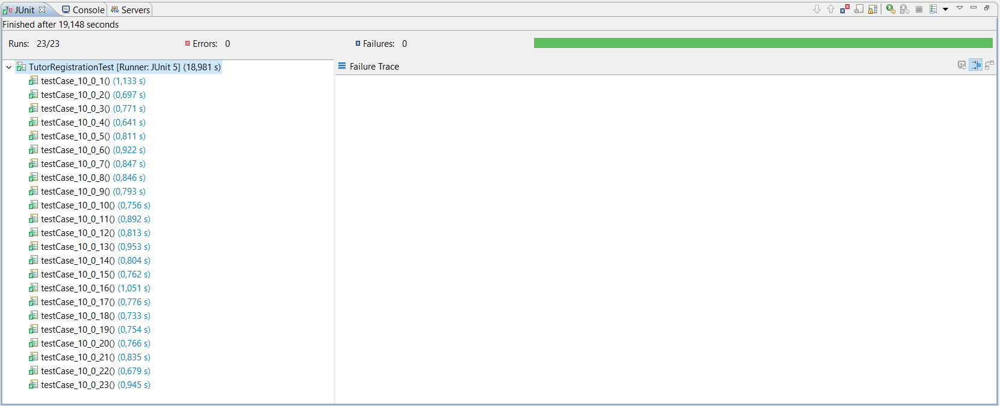 JUnit Console Servers
Finished after 19,148 seconds
Runs: 23/23 Errors: 0 Failures: 0
TutorRegistrationTest [Runner: JUnit 5] (18,981 s)
Failure Trace
testCase_10_0_1() (1,133 s)
testCase_10_0_2() (0,697 s)
testCase_10_0_3() (0,771 s)
testCase_10_0_4() (0,641 s)
testCase_10_0_5() (0,811 s)
testCase_10_0_6() (0,922 s)
testCase_10_0_7() (0,847 s)
testCase_10_0_8() (0,846 s)
testCase_10_0_9() (0,793 s)
testCase_10_0_10() (0,756 s)
testCase_10_0_11() (0,892 s)
testCase_10_0_12() (0,813 s)
testCase_10_0_13() (0,953 s)
testCase_10_0_14() (0,804 s)
testCase_10_0_15() (0,762 s)
testCase_10_0_16() (1,051 s)
testCase_10_0_17() (0,776 s)
testCase_10_0_18() (0,733 s)
testCase_10_0_19() (0,754 s)
testCase_10_0_20() (0,766 s)
testCase_10_0_21() (0,835 s)
testCase_10_0_22() (0,679 s)
testCase_10_0_23() (0,945 s)